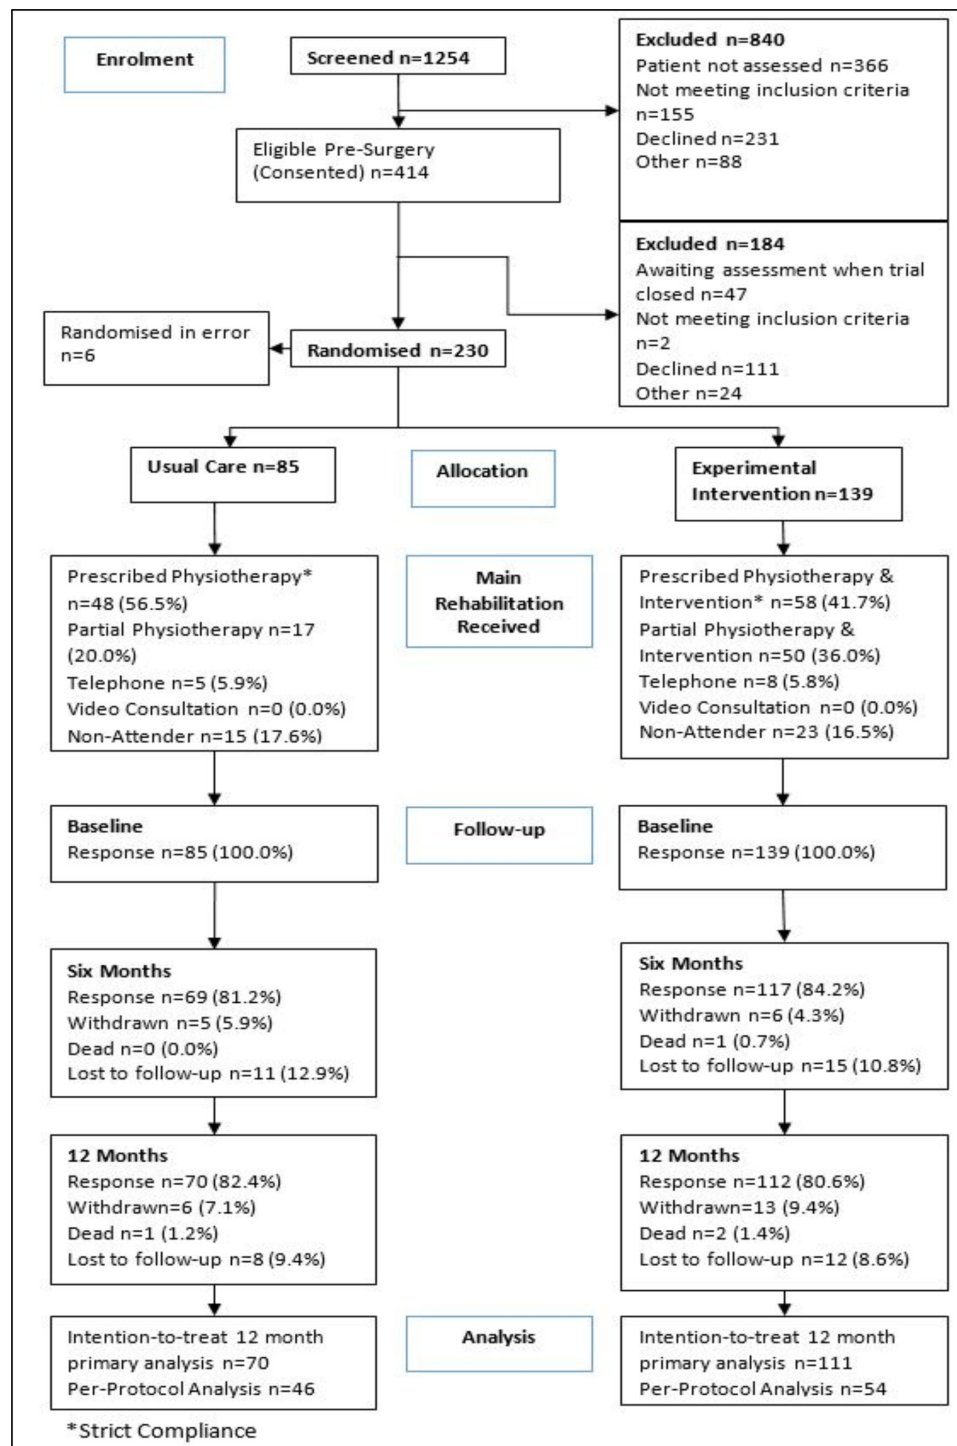 Enrolment
Screened n=1254
Excluded n=840
Patient not assessed n=366
Not meeting inclusion criteria
n=155
Declined n=231
Other n=88
Eligible Pre-Surgery
(Consented) n=414
Excluded n=184
Awaiting assessment when trial
closed n=47
Not meeting inclusion criteria
n=2
Declined n=111
Other n=24
Randomised in error
n=6
Randomised n=230
Usual Care n=85
Allocation
Experimental
Intervention n=139
Prescribed Physiotherapy*
n=48 (56.5%)
Partial Physiotherapy n=17
(20.0%)
Telephone n=5 (5.9%)
Video Consultation n=0 (0.0%)
Non-Attender n=15 (17.6%)
Main
Rehabilitation
Received
Prescribed Physiotherapy &
Intervention* n=58 (41.7%)
Partial Physiotherapy &
Intervention n=50 (36.0%)
Telephone n=8 (5.8%)
Video Consultation n=0 (0.0%)
Non-Attender n=23 (16.5%)
Baseline
Response n=85 (100.0%)
Follow-up
Baseline
Response n=139 (100.0%)
Six Months
Response n=69 (81.2%)
Withdrawn n=5 (5.9%)
Dead n=0 (0.0%)
Lost to follow-up n=11 (12.9%)
Six Months
Response n=117 (84.2%)
Withdrawn n=6 (4.3%)
Dead n=1 (0.7%)
Lost to follow-up n=15 (10.8%)
12 Months
Response n=70 (82.4%)
Withdrawn=6 (7.1%)
Dead n=1 (1.2%)
Lost to follow-up n=8 (9.4%)
12 Months
Response n=112 (80.6%)
Withdrawn=13 (9.4%)
Dead n=2 (1.4%)
Lost to follow-up n=12 (8.6%)
Intention-to-treat 12 month
primary analysis n=70
Per-Protocol Analysis n=46
Analysis
Intention-to-treat 12 month
primary analysis n=111
Per-Protocol Analysis n=54
*Strict Compliance